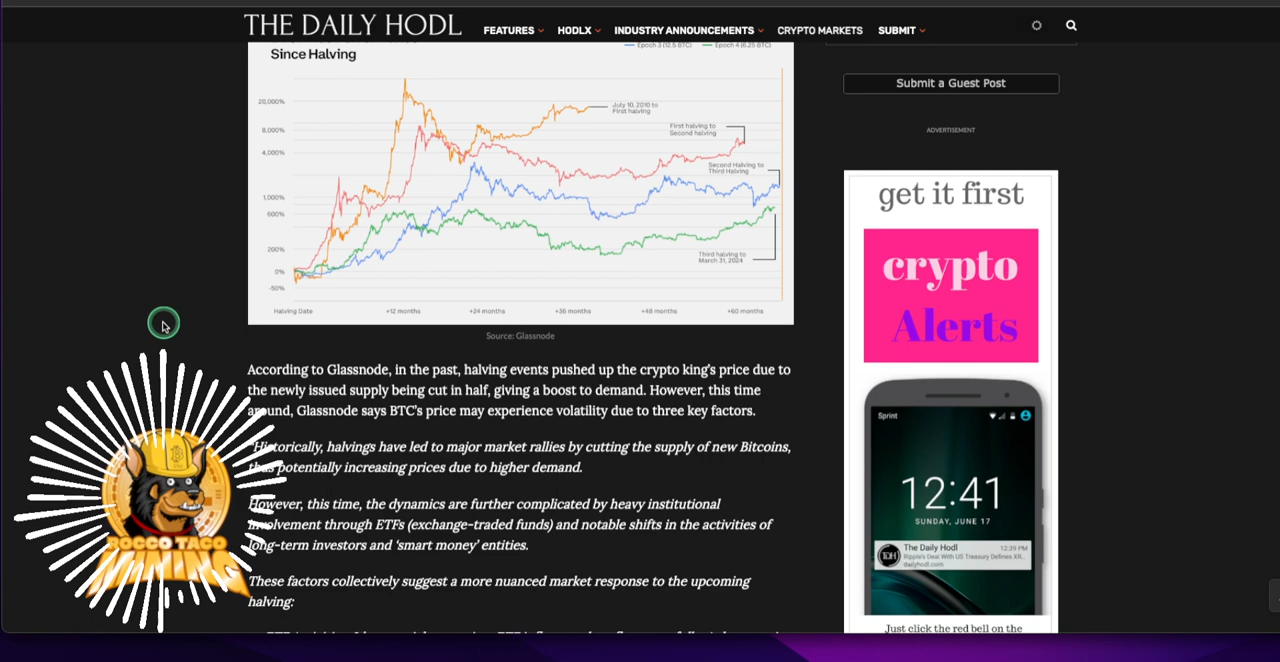 THE DAILY HODL
FEATURES HODLX INDUSTRY ANNOUNCEMENTS CRYPTO MARKETS SUBMIT
Epoch 3 (12.5 BTC) Epoch 4 (6.25 BTC)
Since Halving
20,000%
8,000%
4,000%
1,000%
600%
200%
0%
-50%
July 10, 2010 to
First halving
First halving to
Second halving
Second Halving to
Third Halving
Third halving to
March 31, 2024
Halving Date +12 months +24 months +36 months +48 months +60 months
Source: Glassnode
According to Glassnode, in the past, halving events pushed up the crypto king's price due to
the newly issued supply being cut in half, giving a boost to demand. However, this time
around, Glassnode says BTC's price may experience volatility due to three key factors.
"Historically, halvings have led to major market rallies by cutting the supply of new Bitcoins,
thus potentially increasing prices due to higher demand.
However, this time, the dynamics are further complicated by heavy institutional
involvement through ETFs (exchange-traded funds) and notable shifts in the activities of
long-term investors and 'smart money' entities.
These factors collectively suggest a more nuanced market response to the upcoming
halving:
ROCCO TACO
MINING
Submit a Guest Post
ADVERTISEMENT
get it first
crypto
Alerts
Sprint
12:41
SUNDAY, JUNE 17
TDH
The Daily Hodl 12:39 PM
Ripple's Deal With US Treasury Defines XR...
dailyhodl.com
Just click the red bell on the